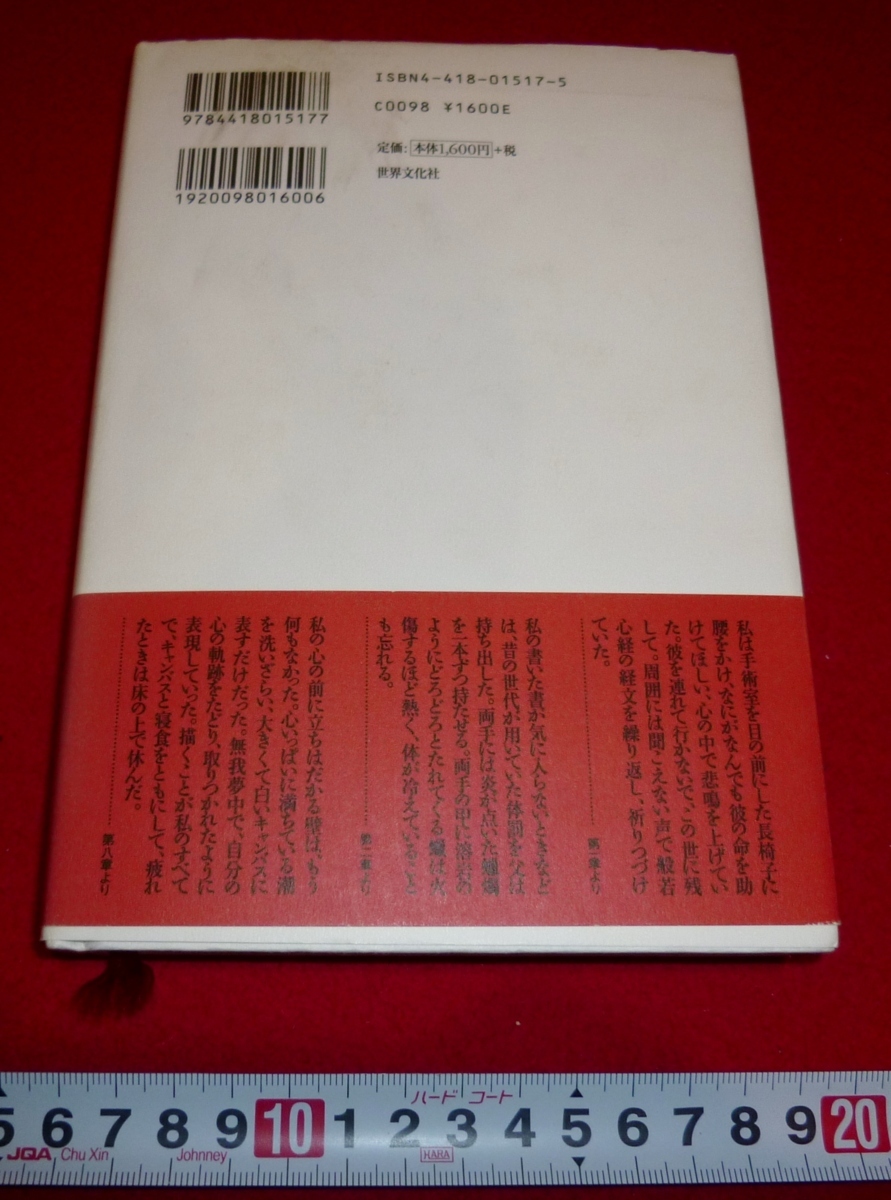 ISBN4-418-01517-5
C0098 ¥1600E
9784418015177
1920098016006
定価：本体1,600円+税
世界文化社
私は手術室を目の前にした長椅子に
腰をかけ、なにがなんでも彼の命を助
けてほしい、心の中で悲鳴を上げてい
た。彼を連れて行かないで、この世に残
して。周囲には聞こえない声で般若
心経の経文を繰り返し、祈りつづけ
ていた。
第一章より
私の書いた書が気に入らないときなど
は、昔の世代が用いていた体罰を父は
持ち出した。両手には炎が点いた蠟燭
を一本ずつ持たせる。両手の甲に溶岩の
ようにどろどろとたれてくる蠟は火
傷するほど熱く、体が冷えていること
も忘れる。
第二章より
私の心の前に立ちはだかる壁は、もう
何もなかった。心いっぱいに満ちている潮
を洗いざらい、大きくて白いキャンバスに
表すだけだった。無我夢中で、自分の
心の軌跡をたどり、取りつかれたように
表現していった。描くことが私のすべて
で、キャンバスと寝食をともにして、疲れ
たときは床の上で休んだ。
第八章より
ハード コート
5 6 7 8 9 10 1 2 3 4 5 6 7 8 9 20
JQA Chu Xin Johnney HARA